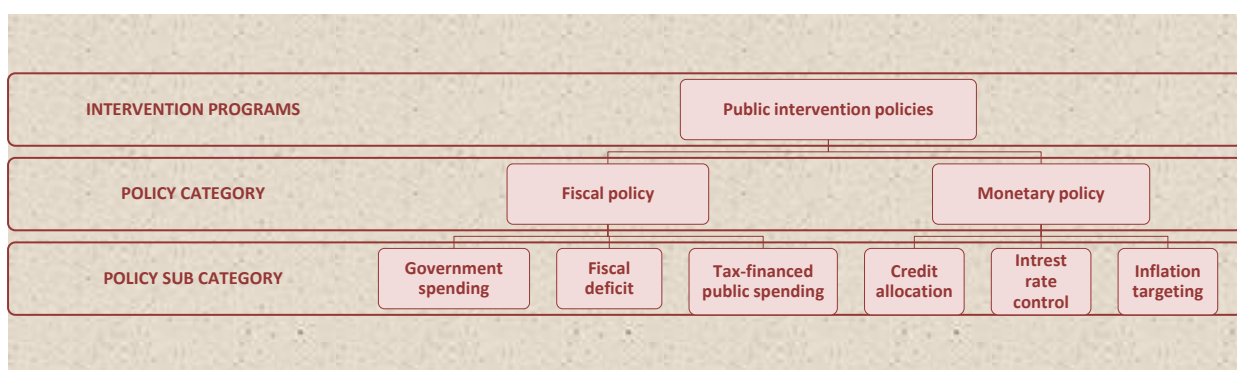 INTERVENTION PROGRAMS
Public intervention policies
POLICY CATEGORY
Fiscal policy
Monetary policy
POLICY SUB CATEGORY
Government
spending
Fiscal
deficit
Tax-financed
public spending
Credit
allocation
Intrest
rate
control
Inflation
targeting